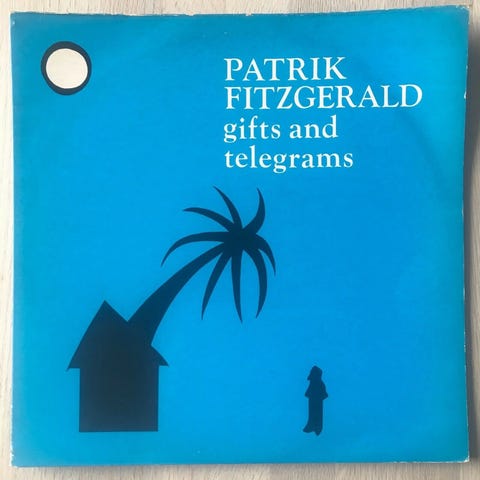 PATRIK
FITZGERALD
gifts and
telegrams